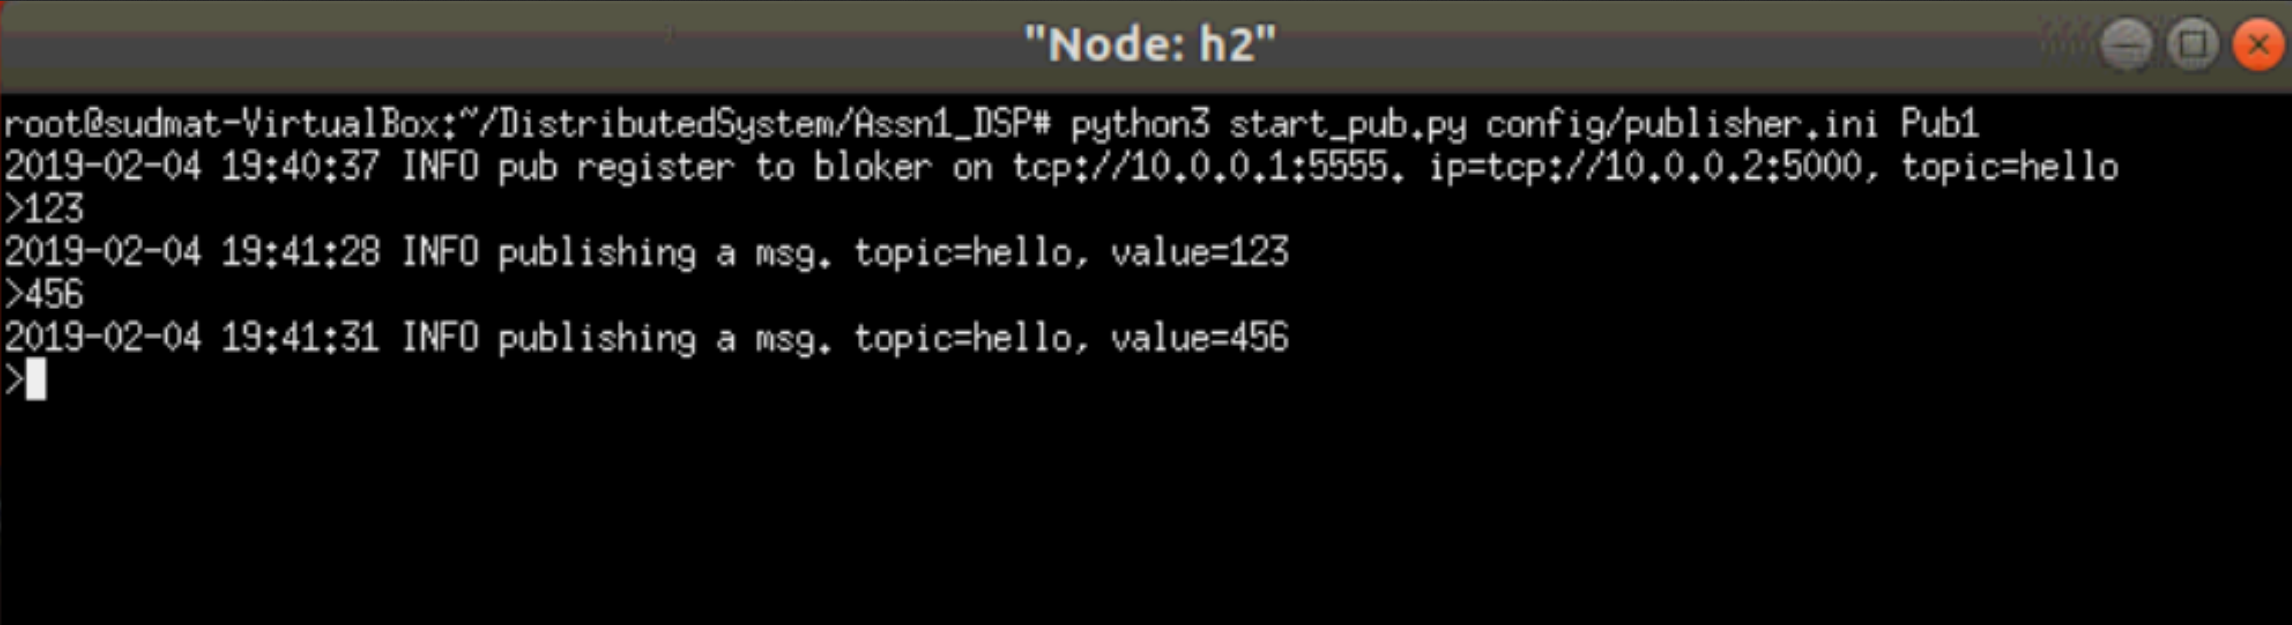 "Node: h2"
root@sudmat-VirtualBox:~/DistributedSystem/Assn1_DSP# python3 start_pub.py config/publisher.ini Pub1
2019-02-04 19:40:37 INFO pub register to bloker on tcp://10.0.0.1:5555. ip=tcp://10.0.0.2:5000, topic=hello
>123
2019-02-04 19:41:28 INFO publishing a msg. topic=hello, value=123
>456
2019-02-04 19:41:31 INFO publishing a msg. topic=hello, value=456
>